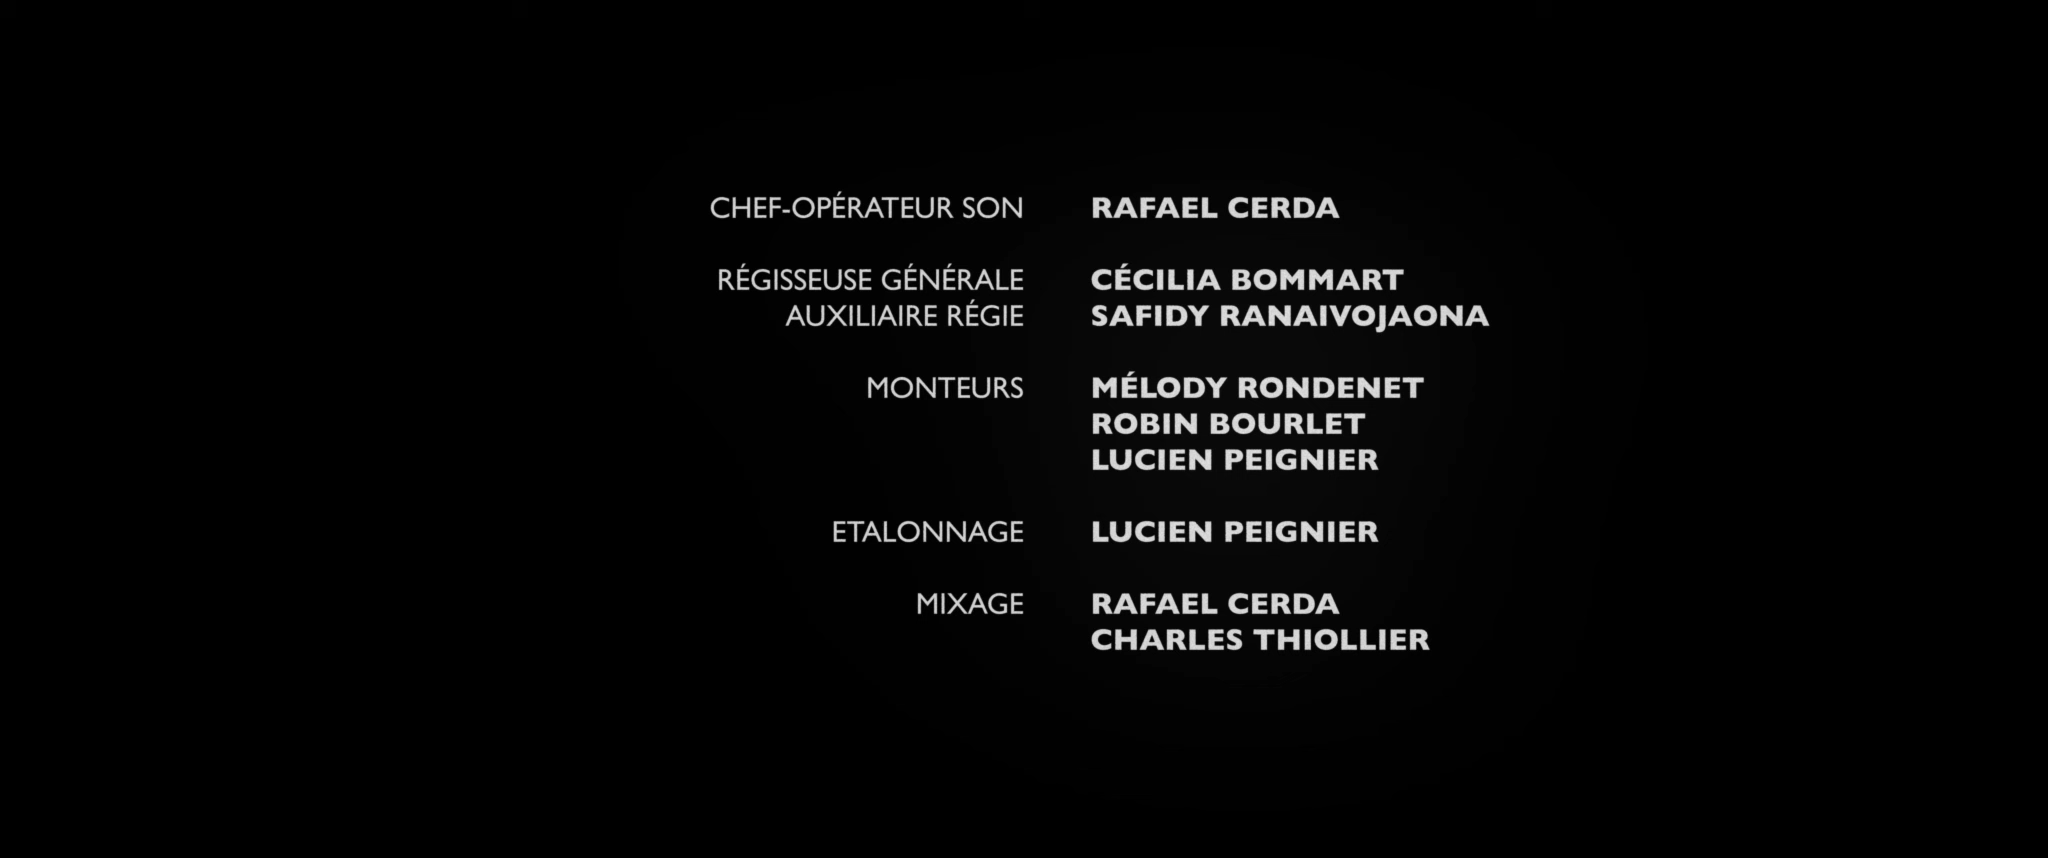 CHEF-OPÉRATEUR SON RAFAEL CERDA
RÉGISSEUSE GÉNÉRALE CÉCILIA BOMMART
AUXILIAIRE RÉGIE SAFIDY RANAIVOJAONA
MONTEURS MÉLODY RONDENET
ROBIN BOURLET
LUCIEN PEIGNIER
ETALONNAGE LUCIEN PEIGNIER
MIXAGE RAFAEL CERDA
CHARLES THIOLLIER